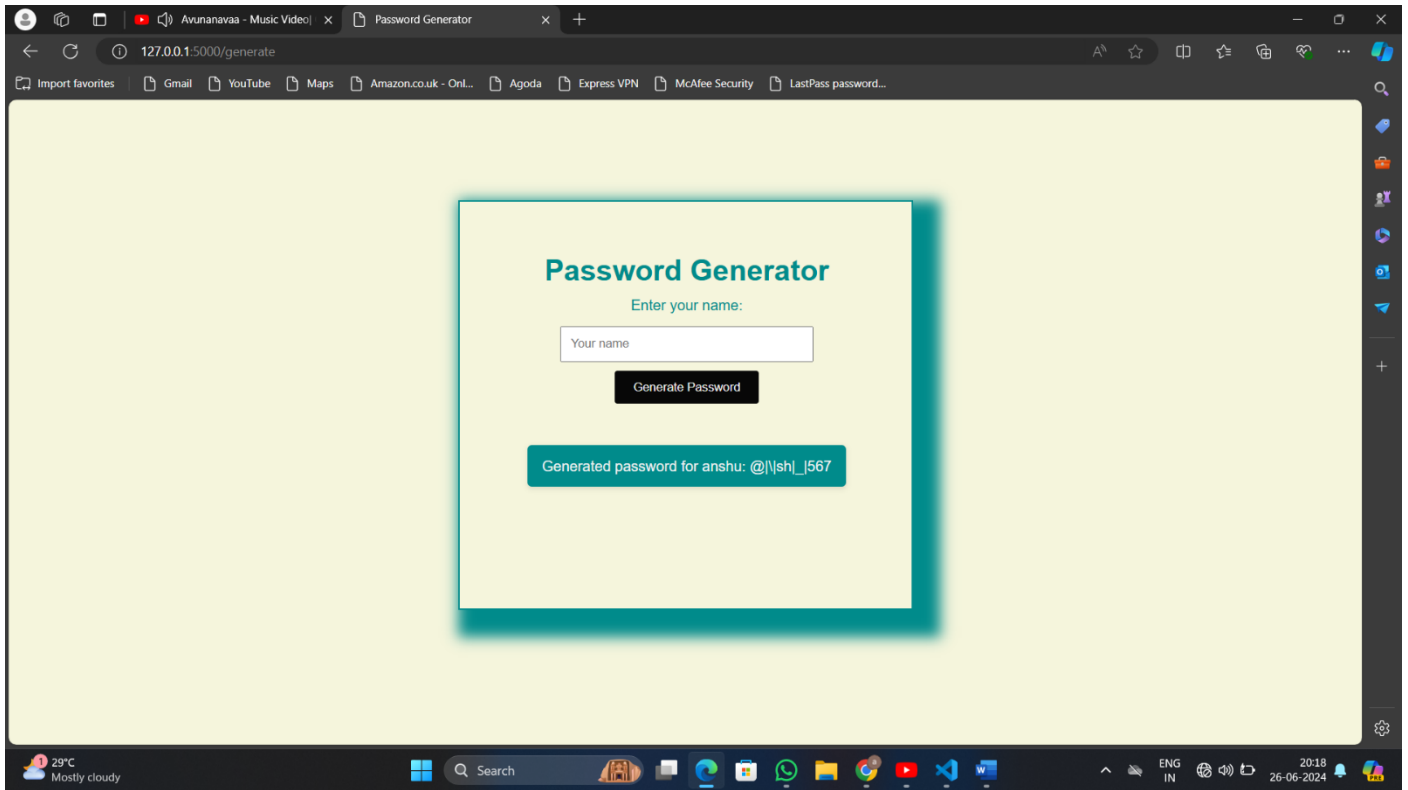 Avunanavaa - Music Video|
Password Generator
127.0.0.1:5000/generate
Import favorites
Gmail
YouTube
Maps
Amazon.co.uk - Onl...
Agoda
Express VPN
McAfee Security
LastPass password...
Password Generator
Enter your name:
Your name
Generate Password
Generated password for anshu: @|\|sh|_|567
1
29°C
Mostly cloudy
Search
ENG
IN
20:18
26-06-2024
PRE